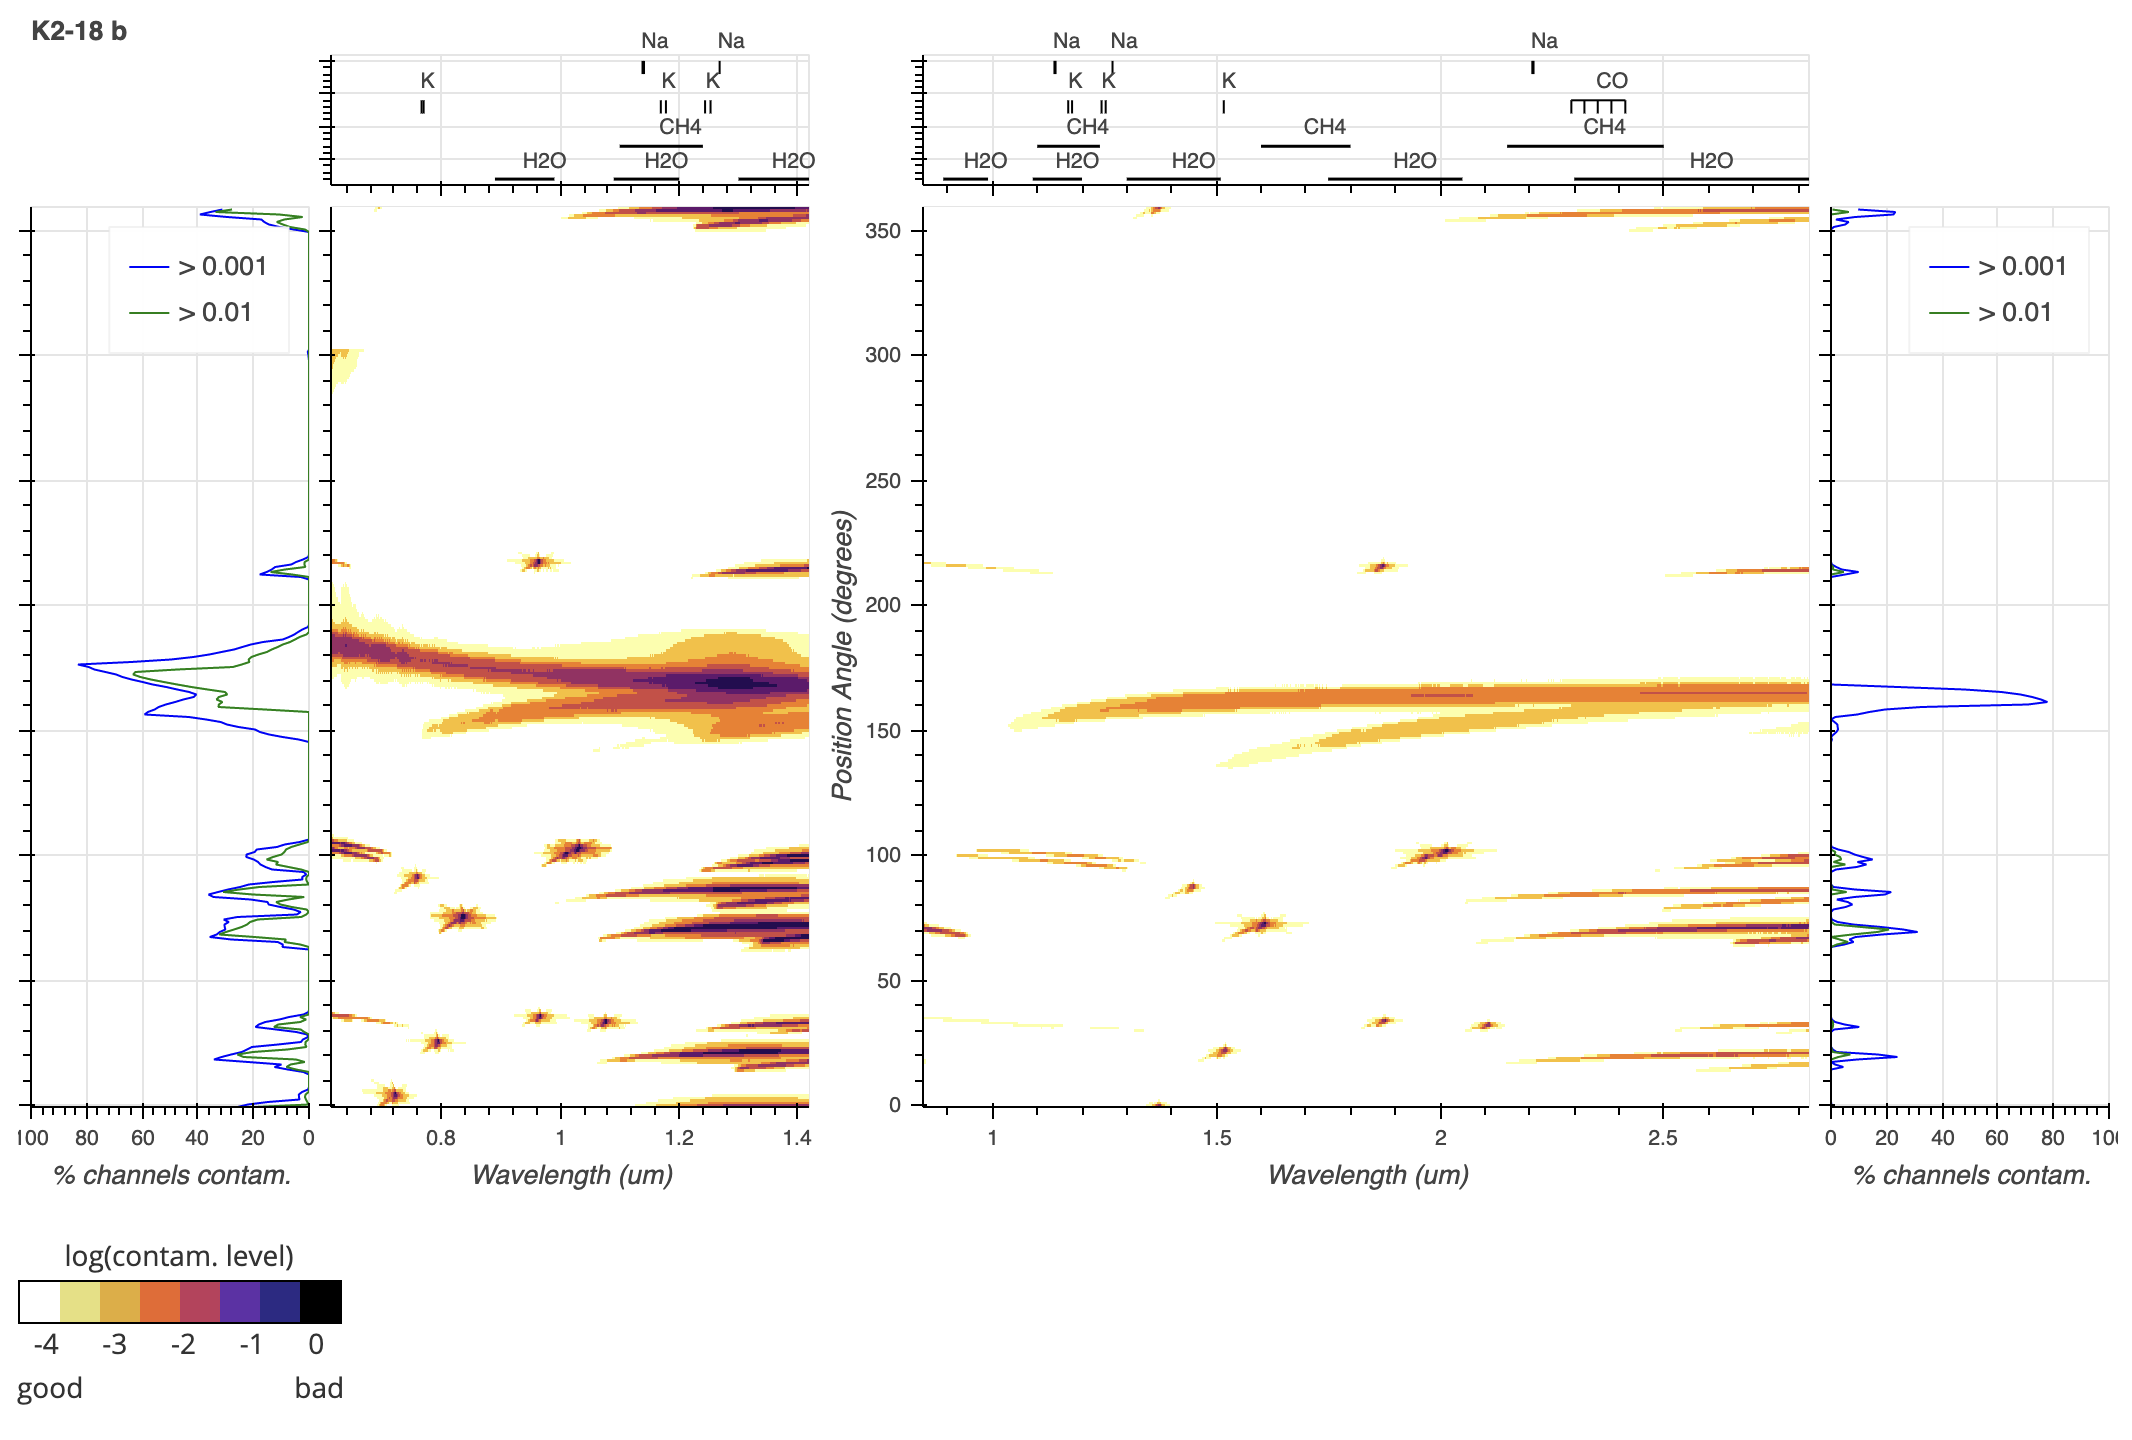 K2-18 b
Na Na
K K K
CH4
H2O H2O H2O
Na Na Na
K K K CO
CH4 CH4 CH4
H2O H2O H2O H2O H2O
> 0.001
> 0.01
100 80 60 40 20 0
% channels contam.
0.8 1 1.2 1.4
Wavelength (um)
Position Angle (degrees)
350
300
250
200
150
100
50
0
1 1.5 2 2.5
Wavelength (um)
> 0.001
> 0.01
0 20 40 60 80 100
% channels contam.
log(contam. level)
-4 -3 -2 -1 0
good bad